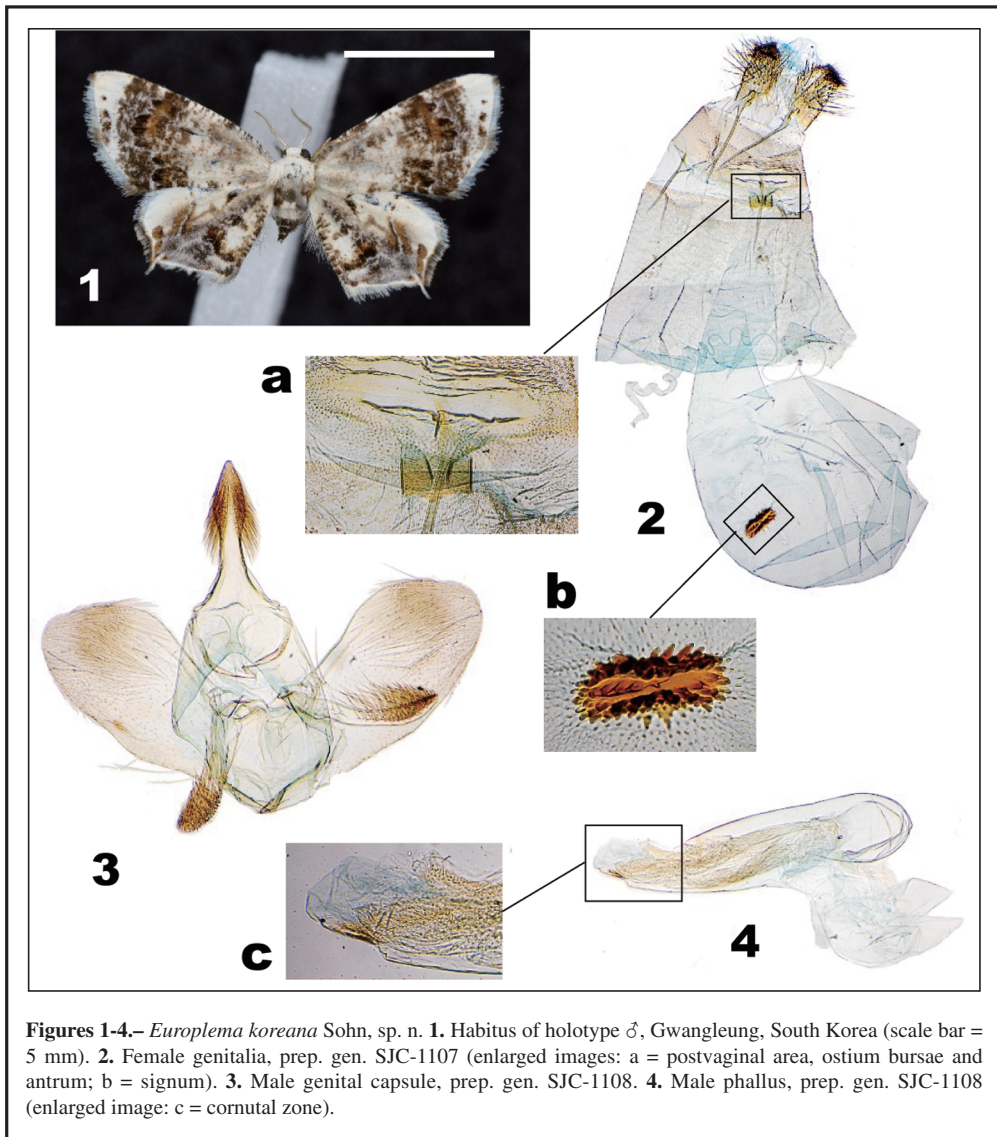 1
a
2
b
3
c
4
Figures 1-4.– Europlema koreana Sohn, sp. n. 1. Habitus of holotype ♂, Gwangleung, South Korea (scale bar =
5 mm). 2. Female genitalia, prep. gen. SJC-1107 (enlarged images: a = postvaginal area, ostium bursae and
antrum; b = signum). 3. Male genital capsule, prep. gen. SJC-1108. 4. Male phallus, prep. gen. SJC-1108
(enlarged image: c = cornutal zone).